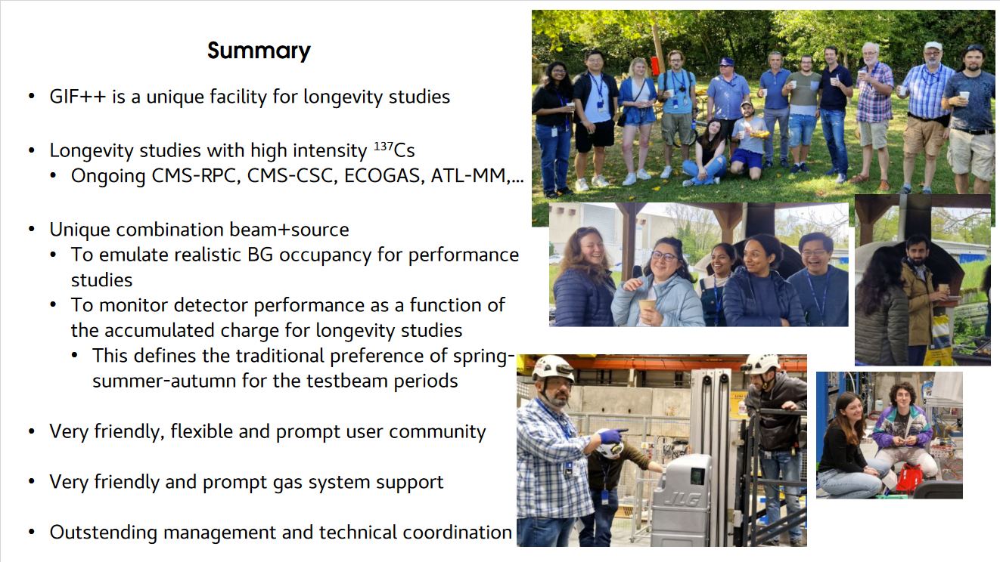 Summary
• GIF++ is a unique facility for longevity studies
• Longevity studies with high intensity ¹³⁷Cs
• Ongoing CMS-RPC, CMS-CSC, ECOGAS, ATL-MM,...
• Unique combination beam+source
• To emulate realistic BG occupancy for performance
studies
• To monitor detector performance as a function of
the accumulated charge for longevity studies
• This defines the traditional preference of spring-
summer-autumn for the testbeam periods
• Very friendly, flexible and prompt user community
• Very friendly and prompt gas system support
• Outstanding management and technical coordination
JLG